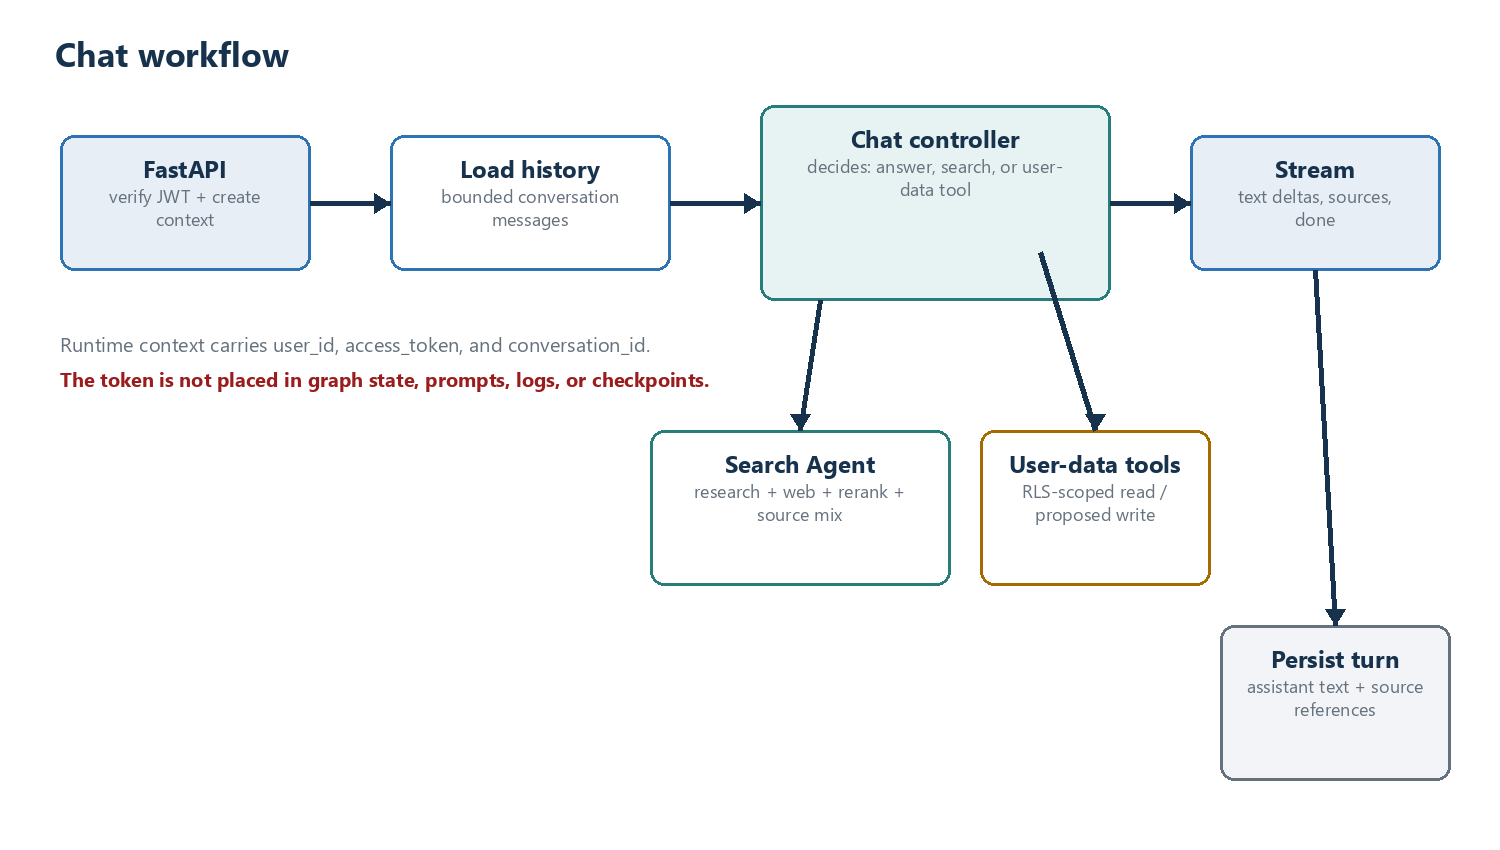 Chat workflow
FastAPI
verify JWT + create
context
Load history
bounded conversation
messages
Chat controller
decides: answer, search, or user-
data tool
Stream
text deltas, sources,
done
Runtime context carries user_id, access_token, and conversation_id.
The token is not placed in graph state, prompts, logs, or checkpoints.
Search Agent
research + web + rerank +
source mix
User-data tools
RLS-scoped read /
proposed write
Persist turn
assistant text + source
references